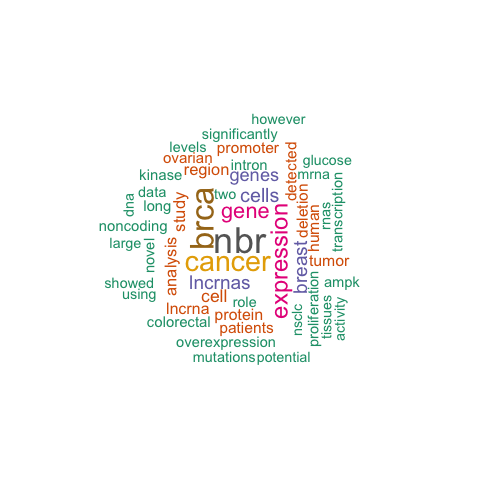 however
significantly
levels promoter
ovarian intron glucose
kinase region genes detected mrna
dna data two cells deletion transcription
long study brca gene human rnas
noncoding nbr expression
large novel analysis cancer breast tumor
showed lncrnas ampk
using cell role proliferation tissues activity
lncrna protein nsclc
colorectal patients
overexpression
mutations potential